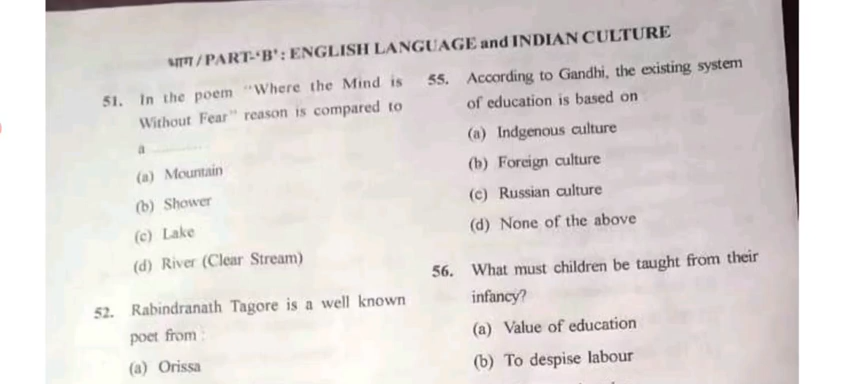 भाग / PART-'B' : ENGLISH LANGUAGE and INDIAN CULTURE
51. In the poem "Where the Mind is
Without Fear" reason is compared to
a ............
(a) Mountain
(b) Shower
(c) Lake
(d) River (Clear Stream)
52. Rabindranath Tagore is a well known
poet from :
(a) Orissa
55. According to Gandhi, the existing system
of education is based on
(a) Indgenous culture
(b) Foreign culture
(c) Russian culture
(d) None of the above
56. What must children be taught from their
infancy?
(a) Value of education
(b) To despise labour